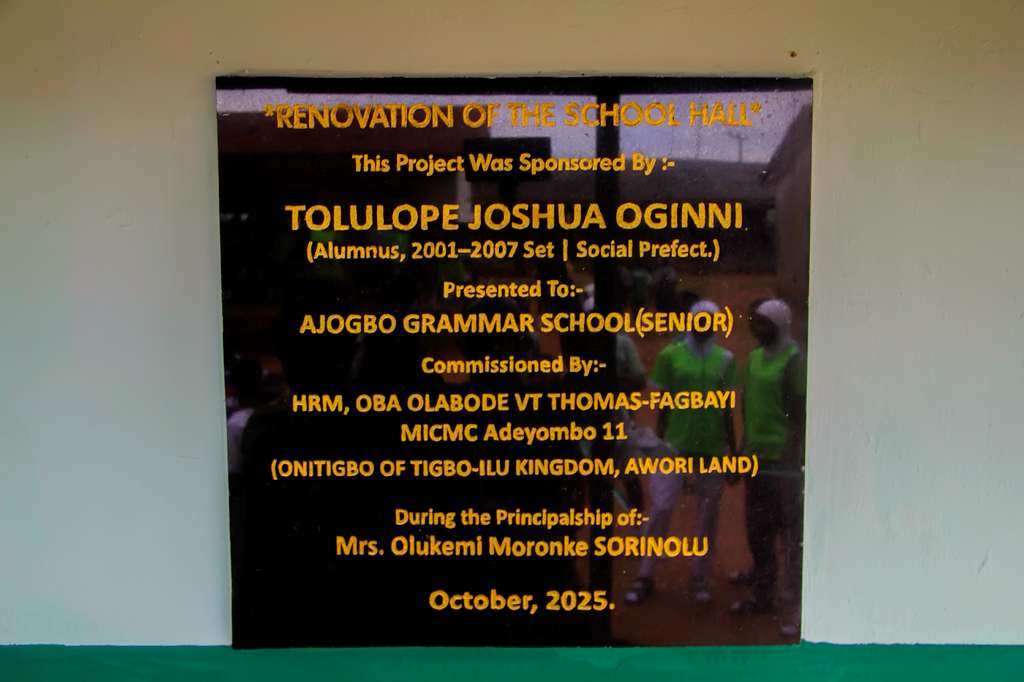 *RENOVATION OF THE SCHOOL HALL*
This Project Was Sponsored By :-
TOLULOPE JOSHUA OGINNI
(Alumnus, 2001–2007 Set | Social Prefect.)
Presented To:-
AJOGBO GRAMMAR SCHOOL(SENIOR)
Commissioned By:-
HRM, OBA OLABODE VT THOMAS-FAGBAYI
MICMC Adeyombo 11
(ONITIGBO OF TIGBO-ILU KINGDOM, AWORI LAND)
During the Principalship of:-
Mrs. Olukemi Moronke SORINOLU
October, 2025.